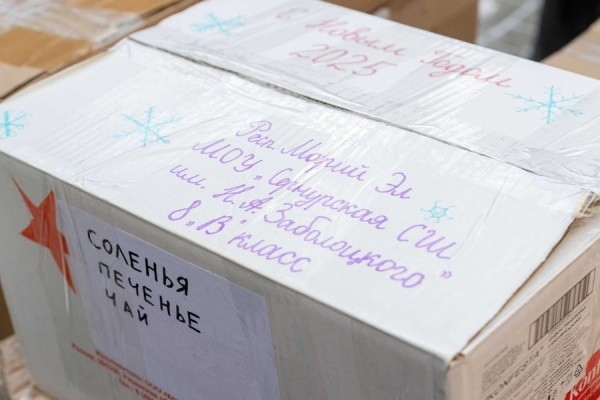 С Новым Годом
2025
Респ. Марий Эл
МОУ „Сернурская СШ
им. Н.А. Заболоцкого"
8 „В" класс
СОЛЕНЬЯ
ПЕЧЕНЬЕ
ЧАЙ